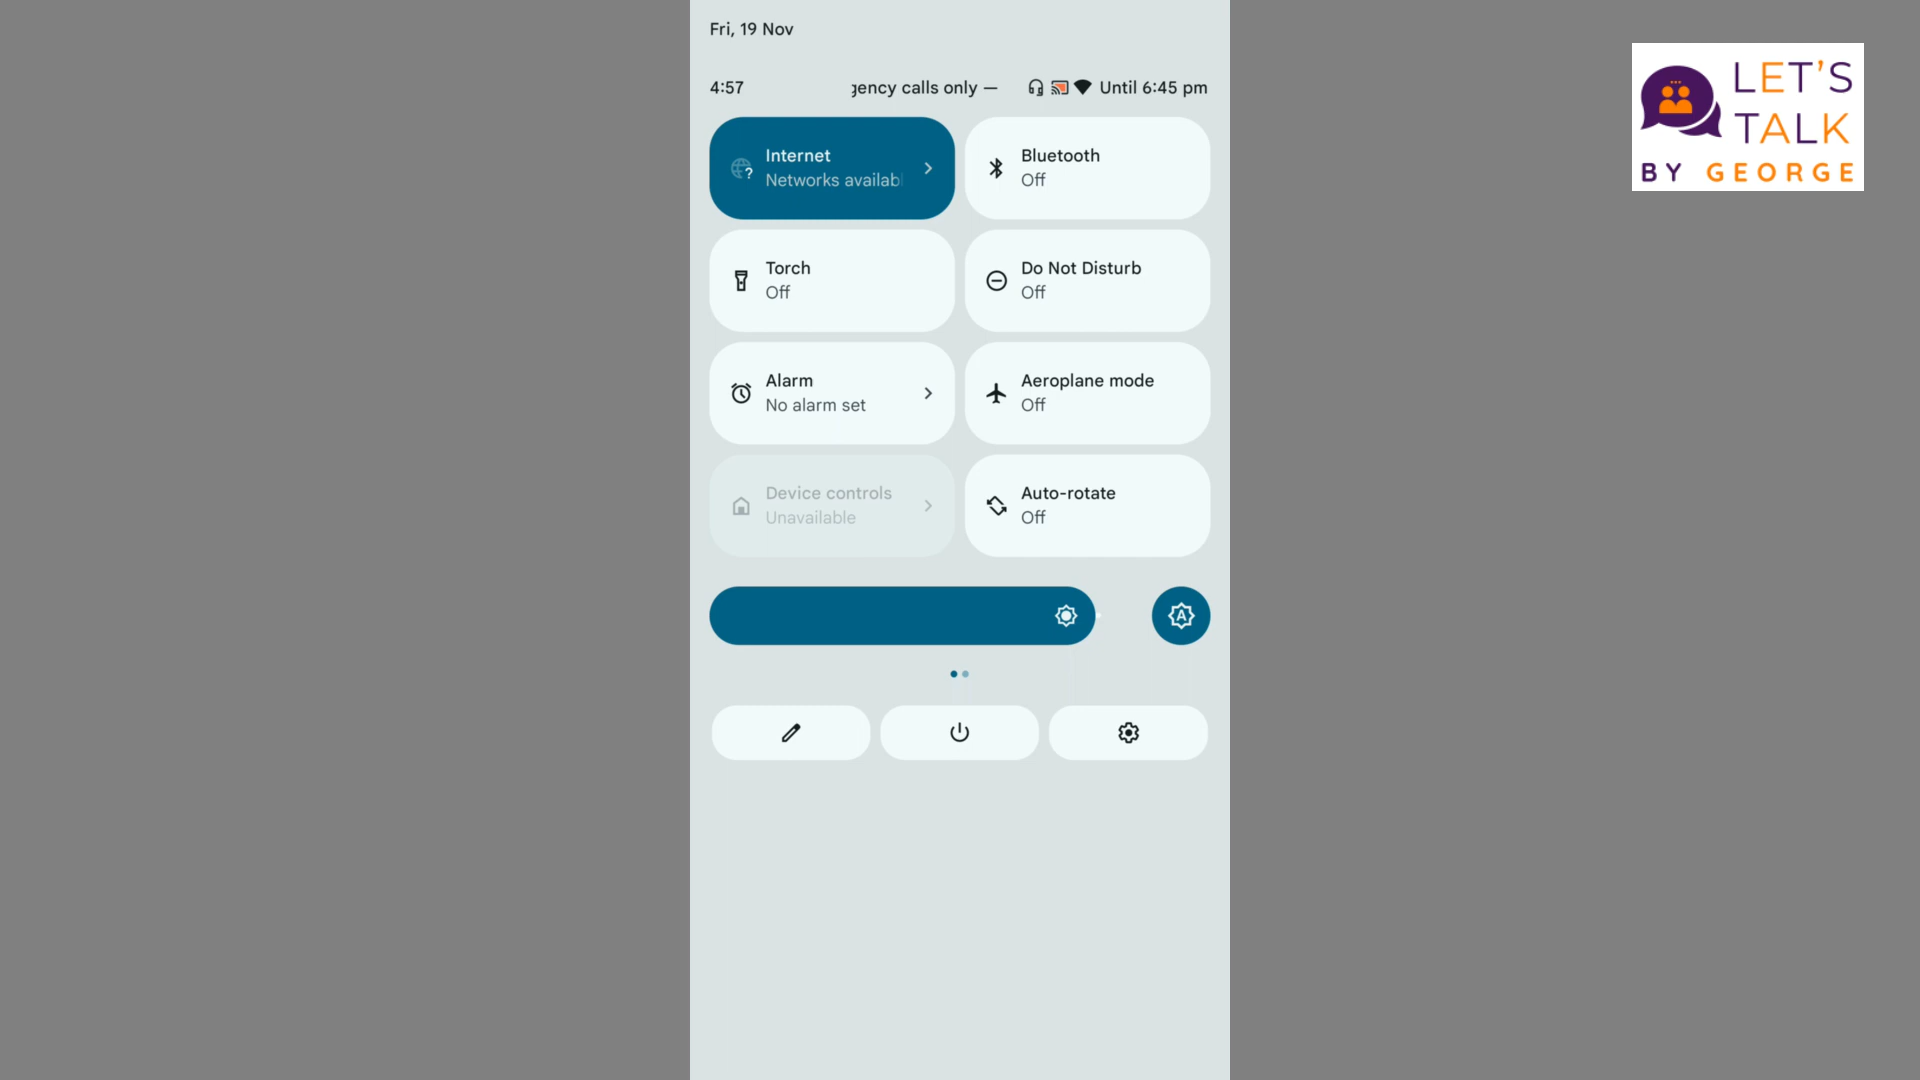 Fri, 19 Nov
4:57 gency calls only — Until 6:45 pm
Internet
Networks availab
Bluetooth
Off
Torch
Off
Do Not Disturb
Off
Alarm
No alarm set
Aeroplane mode
Off
Device controls
Unavailable
Auto-rotate
Off
LET'S
TALK
BY GEORGE